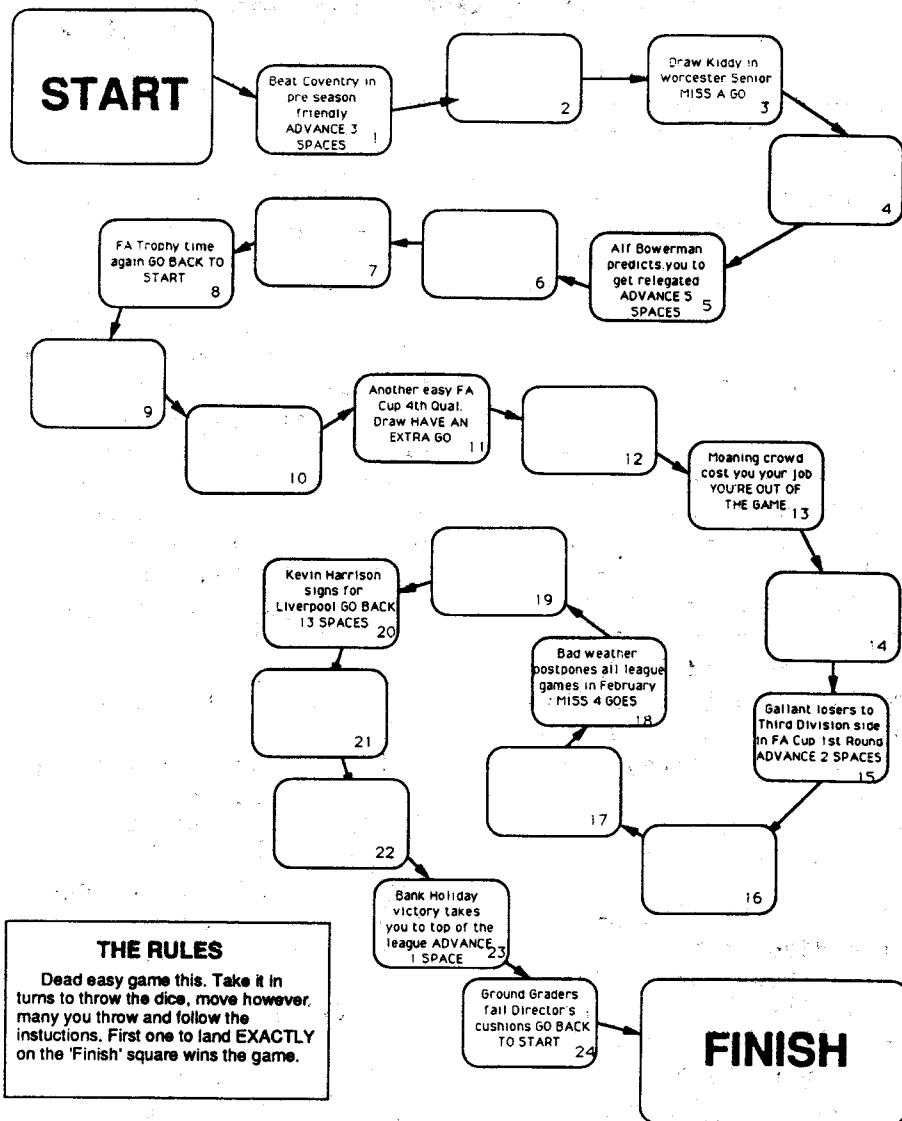 START
Beat Coventry in
pre season
friendly
ADVANCE 3
SPACES
1
2
Draw Kiddy in
Worcester Senior
MISS A GO
3
4
Alf Bowerman
predicts you to
get relegated
ADVANCE 5
SPACES
5
6
7
FA Trophy time
again GO BACK TO
START
8
9
10
Another easy FA
Cup 4th Qual.
Draw HAVE AN
EXTRA GO
11
12
Moaning crowd
cost you your job
YOU'RE OUT OF
THE GAME
13
14
Gallant losers to
Third Division side
in FA Cup 1st Round
ADVANCE 2 SPACES
15
16
17
Bad weather
postpones all league
games in February
MISS 4 GOES
18
19
Kevin Harrison
signs for
Liverpool GO BACK
13 SPACES
20
21
22
Bank Holiday
victory takes
you to top of the
league ADVANCE
1 SPACE
23
Ground Graders
fail Director's
cushions GO BACK
TO START
24
FINISH
THE RULES
Dead easy game this. Take it in
turns to throw the dice, move however
many you throw and follow the
instuctions. First one to land EXACTLY
on the 'Finish' square wins the game.